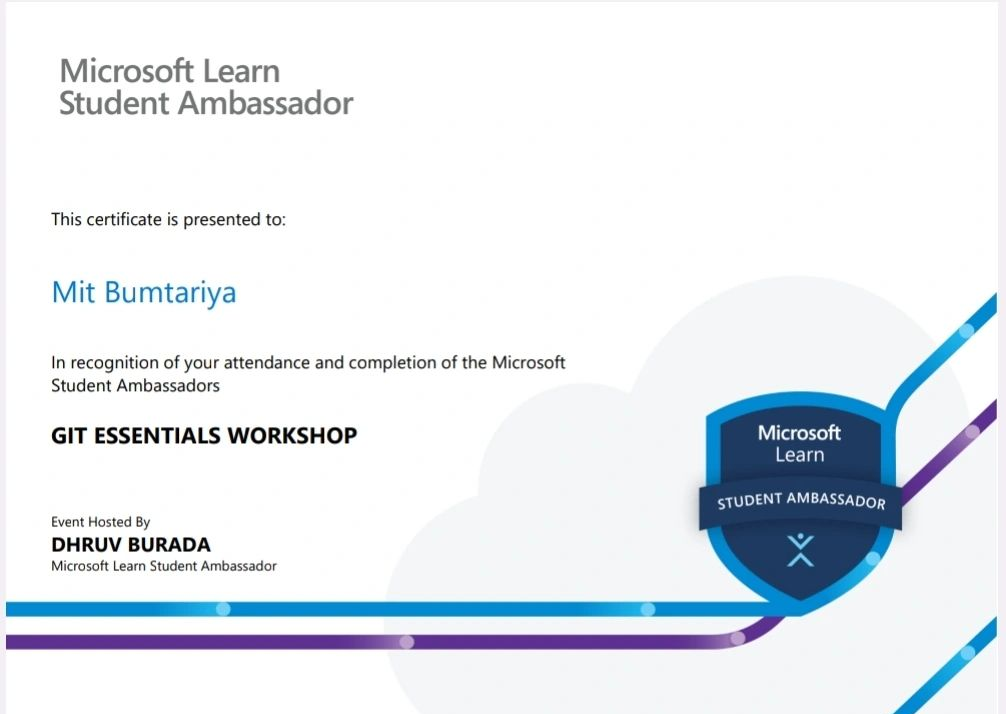 Microsoft Learn
Student Ambassador
This certificate is presented to:
Mit Bumtariya
In recognition of your attendance and completion of the Microsoft
Student Ambassadors
GIT ESSENTIALS WORKSHOP
Event Hosted By
DHRUV BURADA
Microsoft Learn Student Ambassador
Microsoft
Learn
STUDENT AMBASSADOR